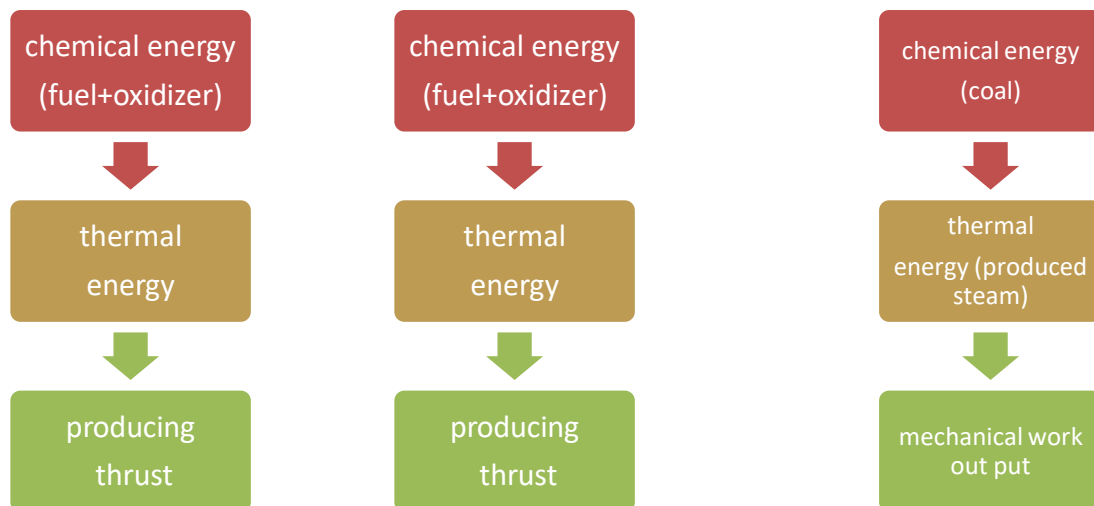 chemical energy
(fuel+oxidizer)
thermal
energy
producing
thrust
chemical energy
(fuel+oxidizer)
thermal
energy
producing
thrust
chemical energy
(coal)
thermal
energy (produced
steam)
mechanical work
out put